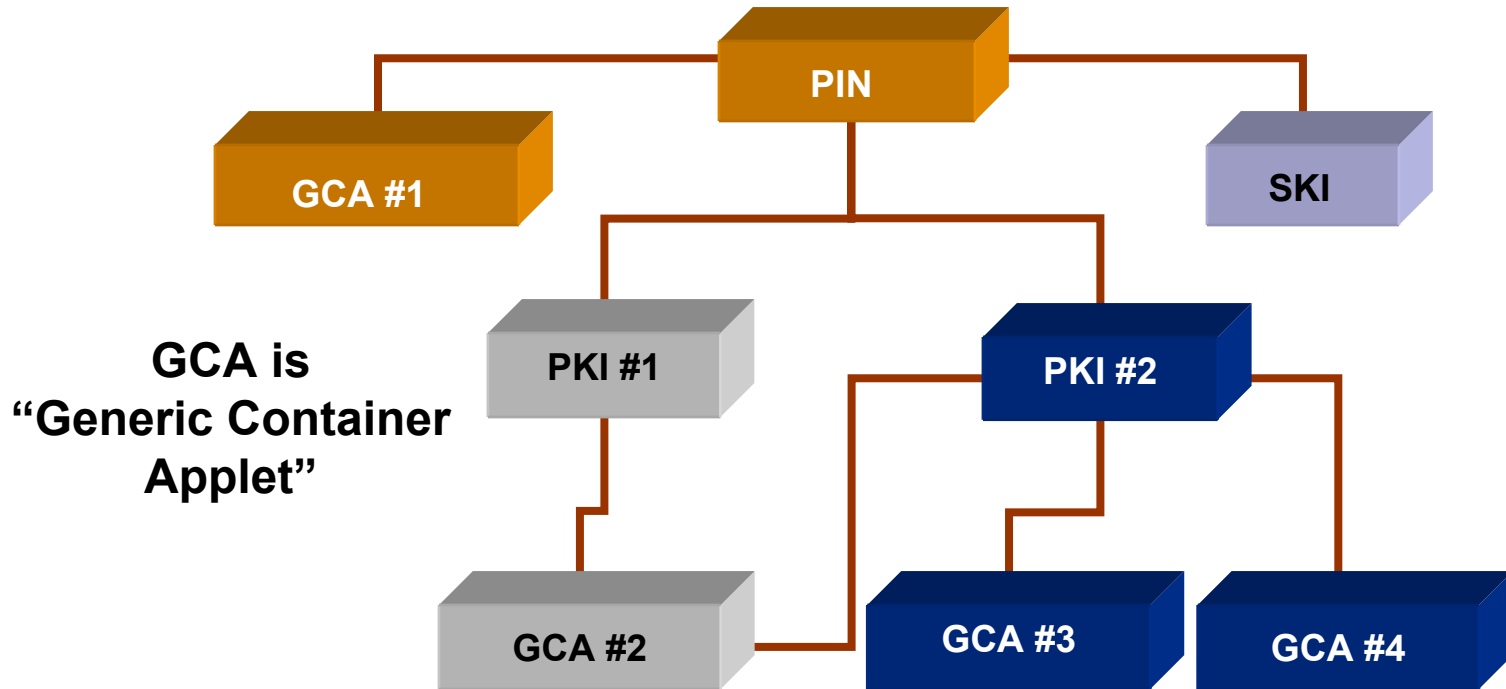 PIN
GCA #1
SKI
PKI #1
PKI #2
GCA is
“Generic Container
Applet”
GCA #2
GCA #3
GCA #4